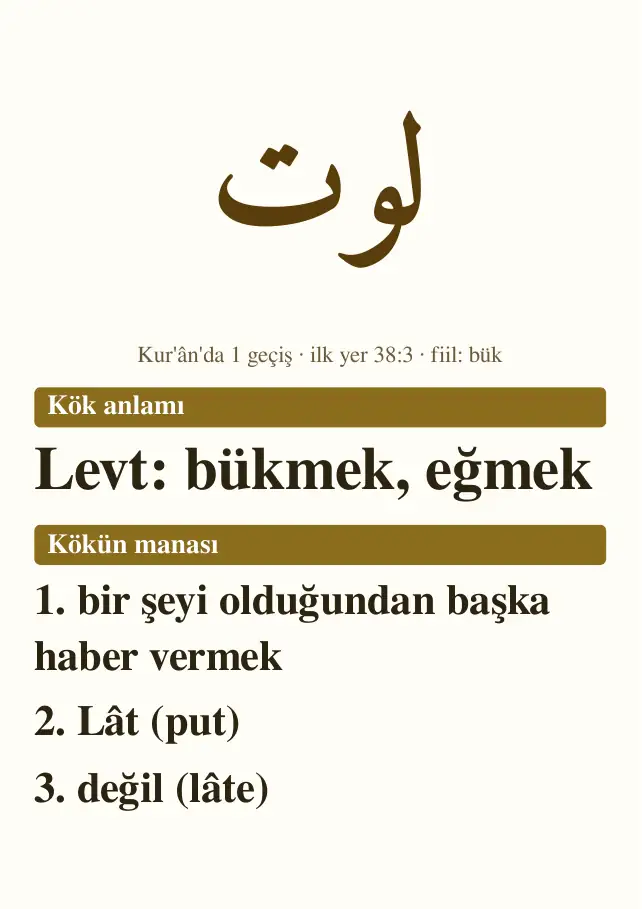 لوت
Kur'ân'da 1 geçiş · ilk yer 38:3 · fiil: bük
Kök anlamı
Levt: bükmek, eğmek
Kökün manası
1. bir şeyi olduğundan başka
haber vermek
2. Lât (put)
3. değil (lâte)